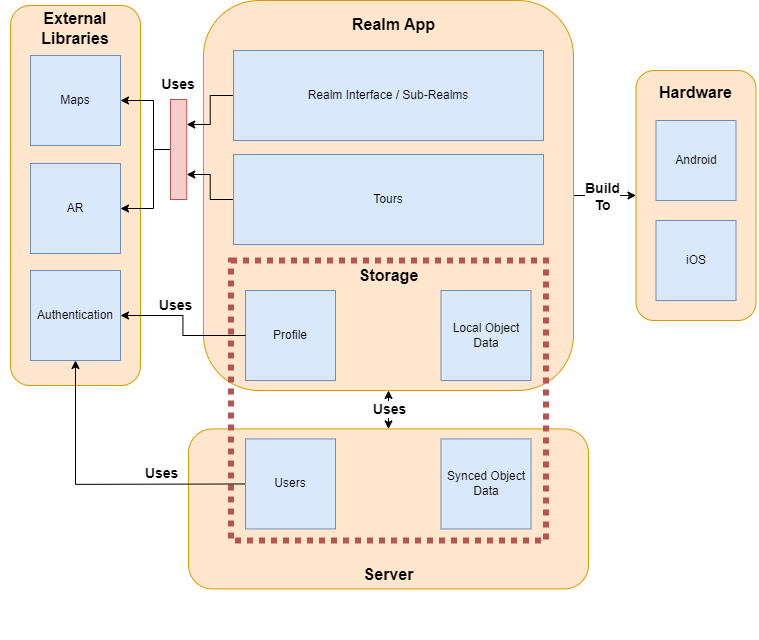 External
Libraries
Maps
AR
Authentication
Uses
Realm App
Realm Interface / Sub-Realms
Tours
Storage
Uses
Profile
Local Object
Data
Build
To
Hardware
Android
iOS
Uses
Uses
Users
Synced Object
Data
Server